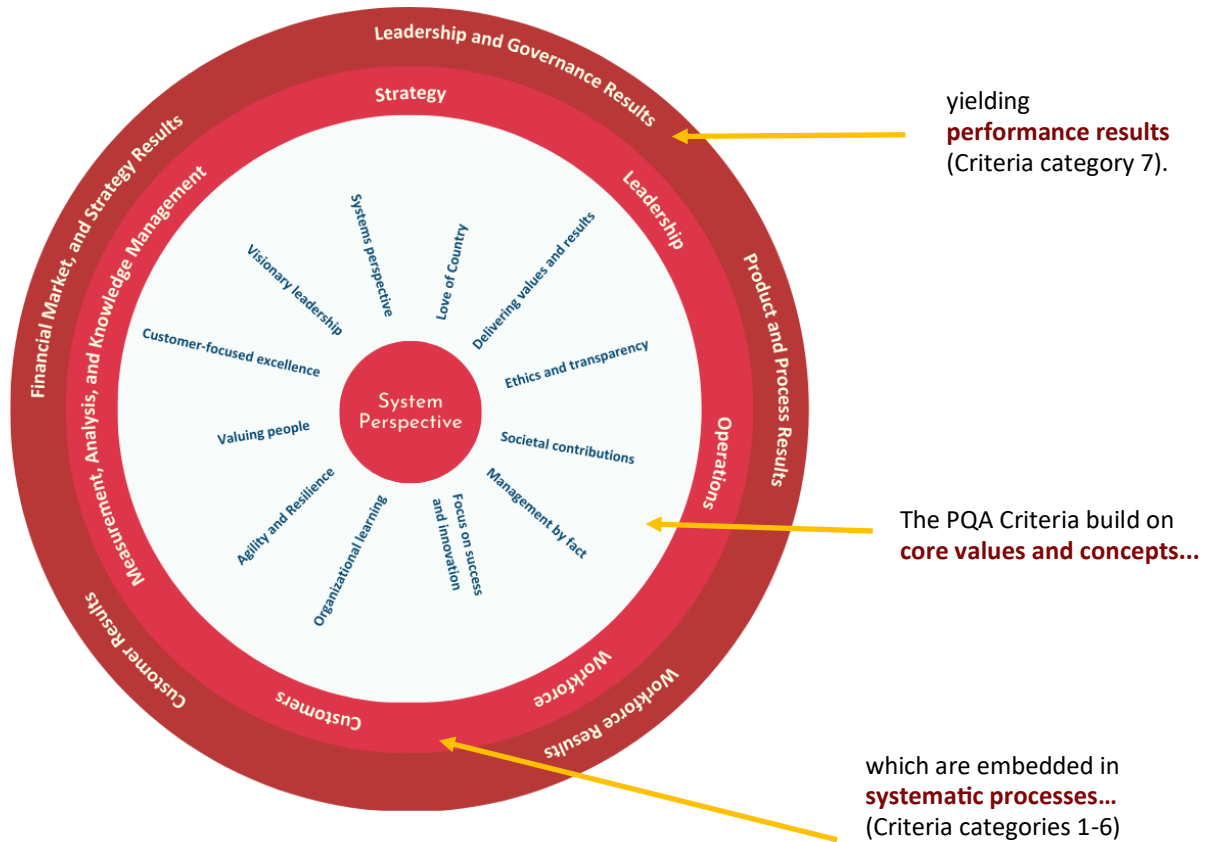 Leadership and Governance Results
Strategy
Financial Market, and Strategy Results
Measurement, Analysis, and Knowledge Management
Leadership
Product and Process Results
Operations
Workforce
Workforce Results
Customers
Customer Results
Systems perspective
Love of Country
Delivering values and results
Visionary leadership
Ethics and transparency
Customer-focused excellence
Societal contributions
Valuing people
Management by fact
Agility and Resilience
Organizational learning
Focus on success
and innovation
System
Perspective
yielding
performance results
(Criteria category 7).
The PQA Criteria build on
core values and concepts...
which are embedded in
systematic processes...
(Criteria categories 1-6)